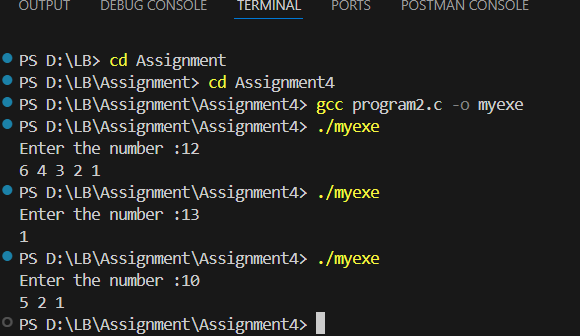 OUTPUT DEBUG CONSOLE TERMINAL PORTS POSTMAN CONSOLE
PS D:\LB> cd Assignment
PS D:\LB\Assignment> cd Assignment4
PS D:\LB\Assignment\Assignment4> gcc program2.c -o myexe
PS D:\LB\Assignment\Assignment4> ./myexe
Enter the number :12
6 4 3 2 1
PS D:\LB\Assignment\Assignment4> ./myexe
Enter the number :13
1
PS D:\LB\Assignment\Assignment4> ./myexe
Enter the number :10
5 2 1
PS D:\LB\Assignment\Assignment4>